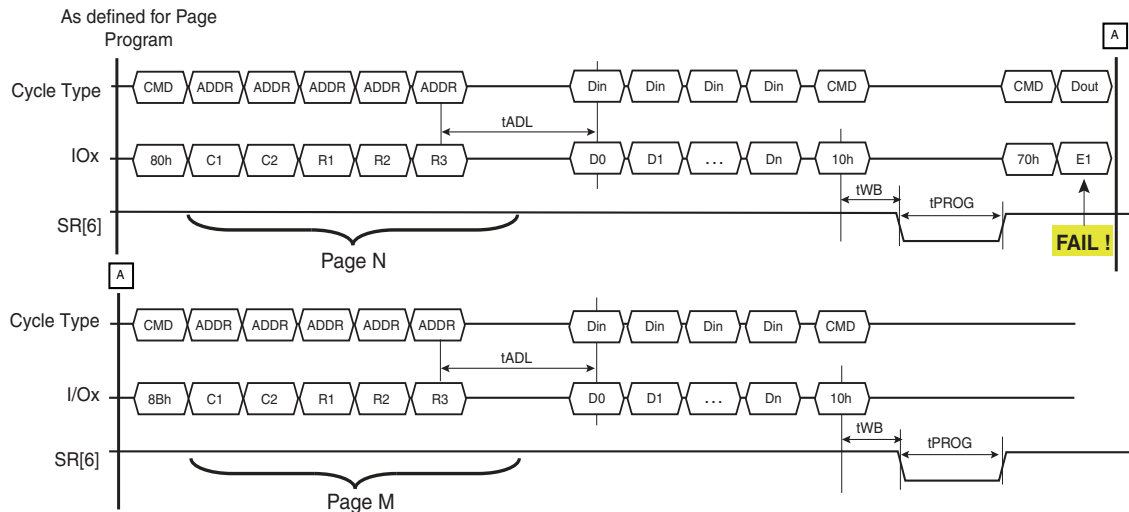 As defined for Page
Program
A
Cycle Type CMD ADDR ADDR ADDR ADDR ADDR Din Din Din Din CMD CMD Dout
tADL
IOx 80h C1 C2 R1 R2 R3 D0 D1 ... Dn 10h 70h E1
tWB tPROG
SR[6]
FAIL !
Page N
A
Cycle Type CMD ADDR ADDR ADDR ADDR ADDR Din Din Din Din CMD
tADL
I/Ox 8Bh C1 C2 R1 R2 R3 D0 D1 ... Dn 10h
tWB tPROG
SR[6]
Page M